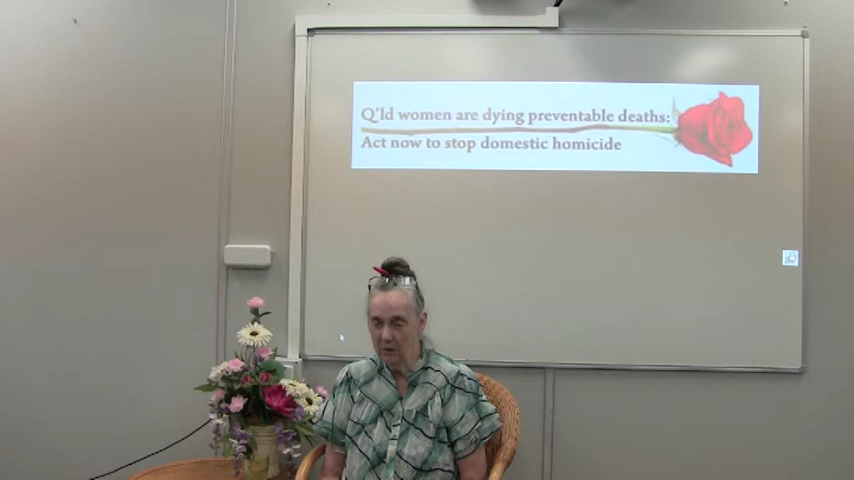 Q'ld women are dying preventable deaths:
Act now to stop domestic homicide